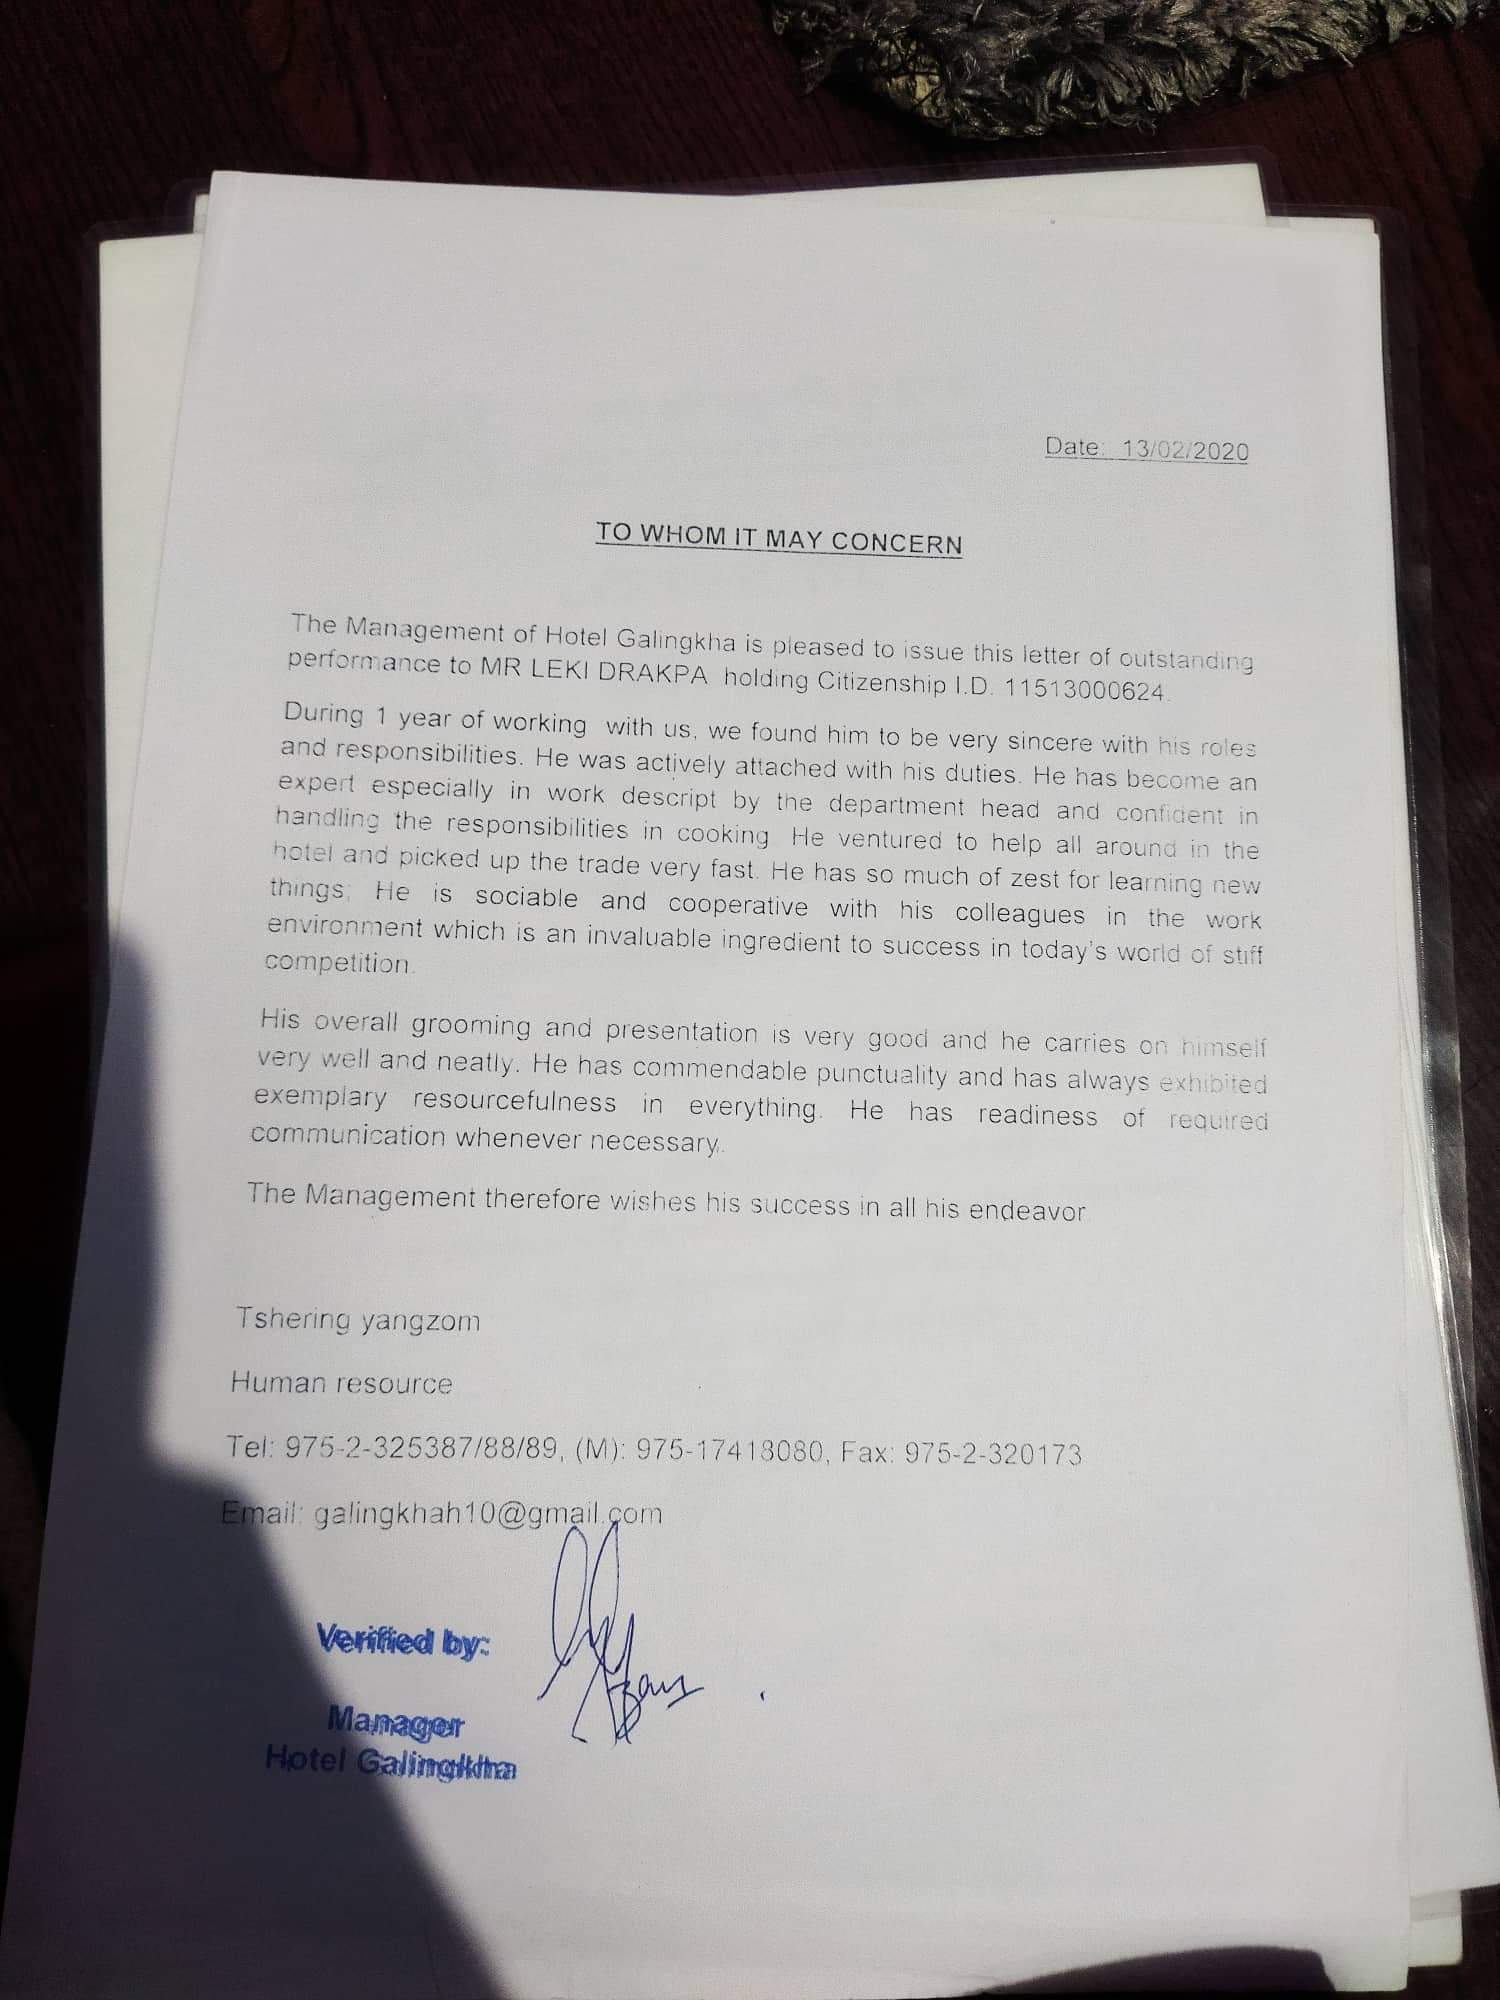 Date: 13/02/2020
TO WHOM IT MAY CONCERN
The Management of Hotel Galingkha is pleased to issue this letter of outstanding
performance to MR LEKI DRAKPA holding Citizenship I.D. 11513000624.
During 1 year of working with us, we found him to be very sincere with his roles
and responsibilities. He was actively attached with his duties. He has become an
expert especially in work descript by the department head and confident in
handling the responsibilities in cooking He ventured to help all around in the
hotel and picked up the trade very fast. He has so much of zest for learning new
things; He is sociable and cooperative with his colleagues in the work
environment which is an invaluable ingredient to success in today's world of stiff
competition.
His overall grooming and presentation is very good and he carries on himself
very well and neatly. He has commendable punctuality and has always exhibited
exemplary resourcefulness in everything. He has readiness of required
communication whenever necessary.
The Management therefore wishes his success in all his endeavor
Tshering yangzom
Human resource
Tel: 975-2-325387/88/89, (M): 975-17418080, Fax: 975-2-320173
Email: galingkhah10@gmail.com
Verified by:
Manager
Hotel Galingkha